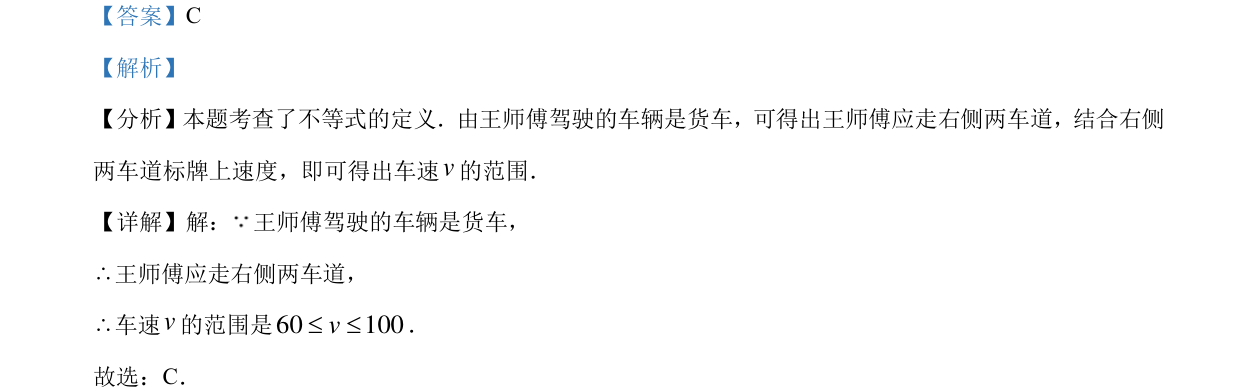 【答案】C
【解析】
【分析】本题考查了不等式的定义．由王师傅驾驶的车辆是货车，可得出王师傅应走右侧两车道，结合右侧
两车道标牌上速度，即可得出车速 v 的范围．
【详解】解：∵王师傅驾驶的车辆是货车，
∴王师傅应走右侧两车道，
∴车速 v 的范围是 60 ≤ v ≤ 100．
故选：C．